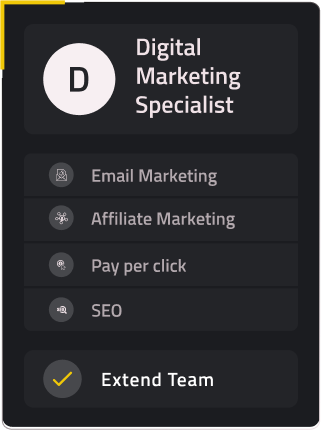 D
Digital
Marketing
Specialist
Email Marketing
Affiliate Marketing
Pay per click
SEO
Extend Team